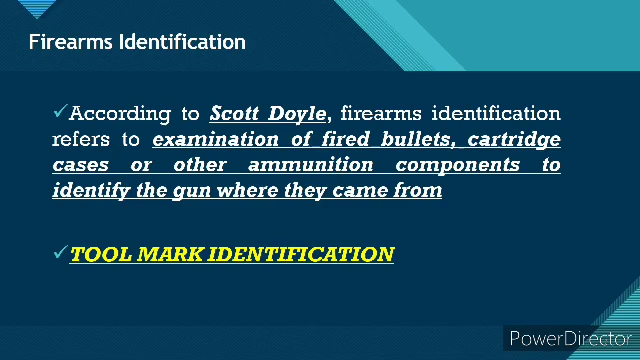 Firearms Identification
✓According to Scott Doyle, firearms identification
refers to examination of fired bullets, cartridge
cases or other ammunition components to
identify the gun where they came from
✓TOOL MARK IDENTIFICATION
PowerDirector